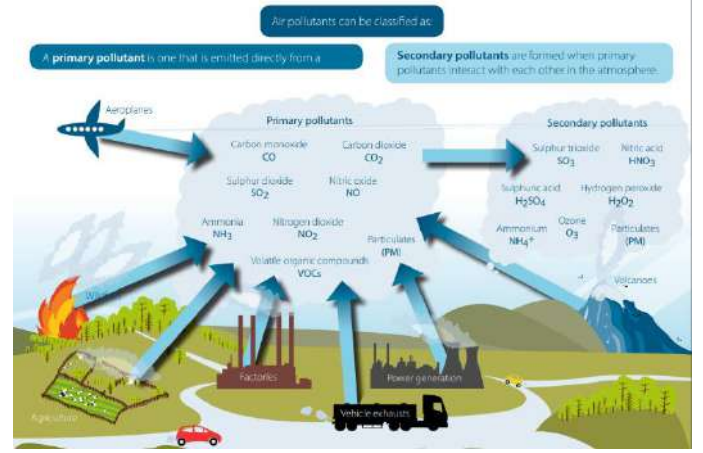 Air pollutants can be classified as:
A primary pollutant is one that is emitted directly from a
Secondary pollutants are formed when primary
pollutants interact with each other in the atmosphere.
Aeroplanes
Primary pollutants
Carbon monoxide
CO
Carbon dioxide
CO2
Sulphur dioxide
SO2
Nitric oxide
NO
Ammonia
NH3
Nitrogen dioxide
NO2
Particulates
(PM)
Volatile organic compounds
VOCs
Secondary pollutants
Sulphur trioxide
SO3
Nitric acid
HNO3
Sulphuric acid
H2SO4
Hydrogen peroxide
H2O2
Ammonium
NH4+
Ozone
O3
Particulates
(PM)
Volcanoes
Factories
Power generation
Agriculture
Vehicle exhausts